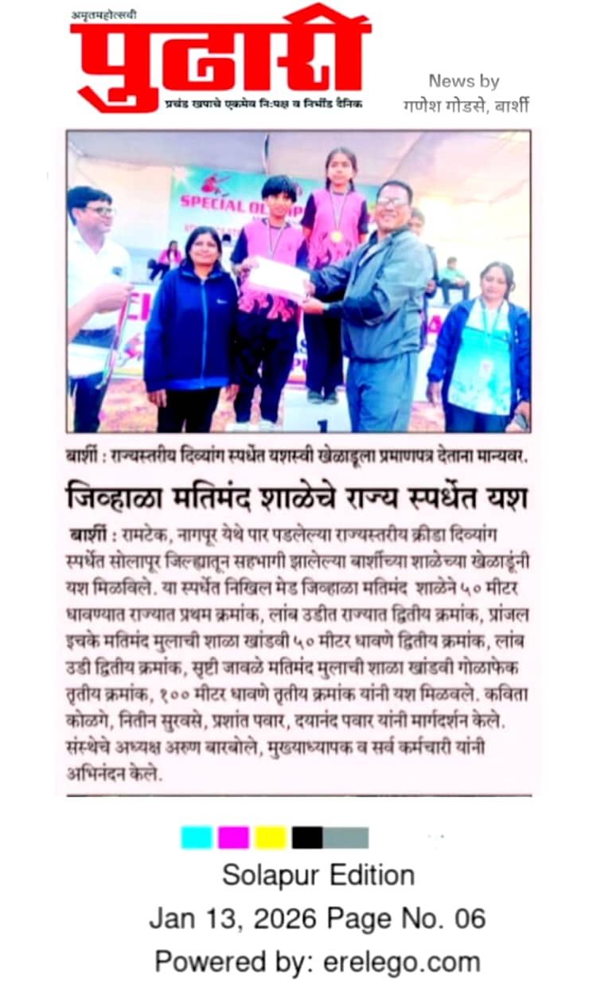 अमृतमहोत्सवी
पुढारी
प्रचंड खपाचे एकमेव नि:पक्ष व निर्भीड दैनिक
News by
गणेश गोडसे, बार्शी
SPECIAL OL
बार्शी : राज्यस्तरीय दिव्यांग स्पर्धेत यशस्वी खेळाडूला प्रमाणपत्र देताना मान्यवर.
जिव्हाळा मतिमंद शाळेचे राज्य स्पर्धेत यश
बार्शी : रामटेक, नागपूर येथे पार पडलेल्या राज्यस्तरीय क्रीडा दिव्यांग
स्पर्धेत सोलापूर जिल्ह्यातून सहभागी झालेल्या बार्शीच्या शाळेच्या खेळाडूंनी
यश मिळविले. या स्पर्धेत निखिल मेड जिव्हाळा मतिमंद शाळेने ५० मीटर
धावण्यात राज्यात प्रथम क्रमांक, लांब उडीत राज्यात द्वितीय क्रमांक, प्रांजल
इचके मतिमंद मुलाची शाळा खांडवी ५० मीटर धावणे द्वितीय क्रमांक, लांब
उडी द्वितीय क्रमांक, सृष्टी जावळे मतिमंद मुलाची शाळा खांडवी गोळाफेक
तृतीय क्रमांक, १०० मीटर धावणे तृतीय क्रमांक यांनी यश मिळवले. कविता
कोळगे, नितीन सुरवसे, प्रशांत पवार, दयानंद पवार यांनी मार्गदर्शन केले.
संस्थेचे अध्यक्ष अरुण बारबोले, मुख्याध्यापक व सर्व कर्मचारी यांनी
अभिनंदन केले.
Solapur Edition
Jan 13, 2026 Page No. 06
Powered by: erelego.com